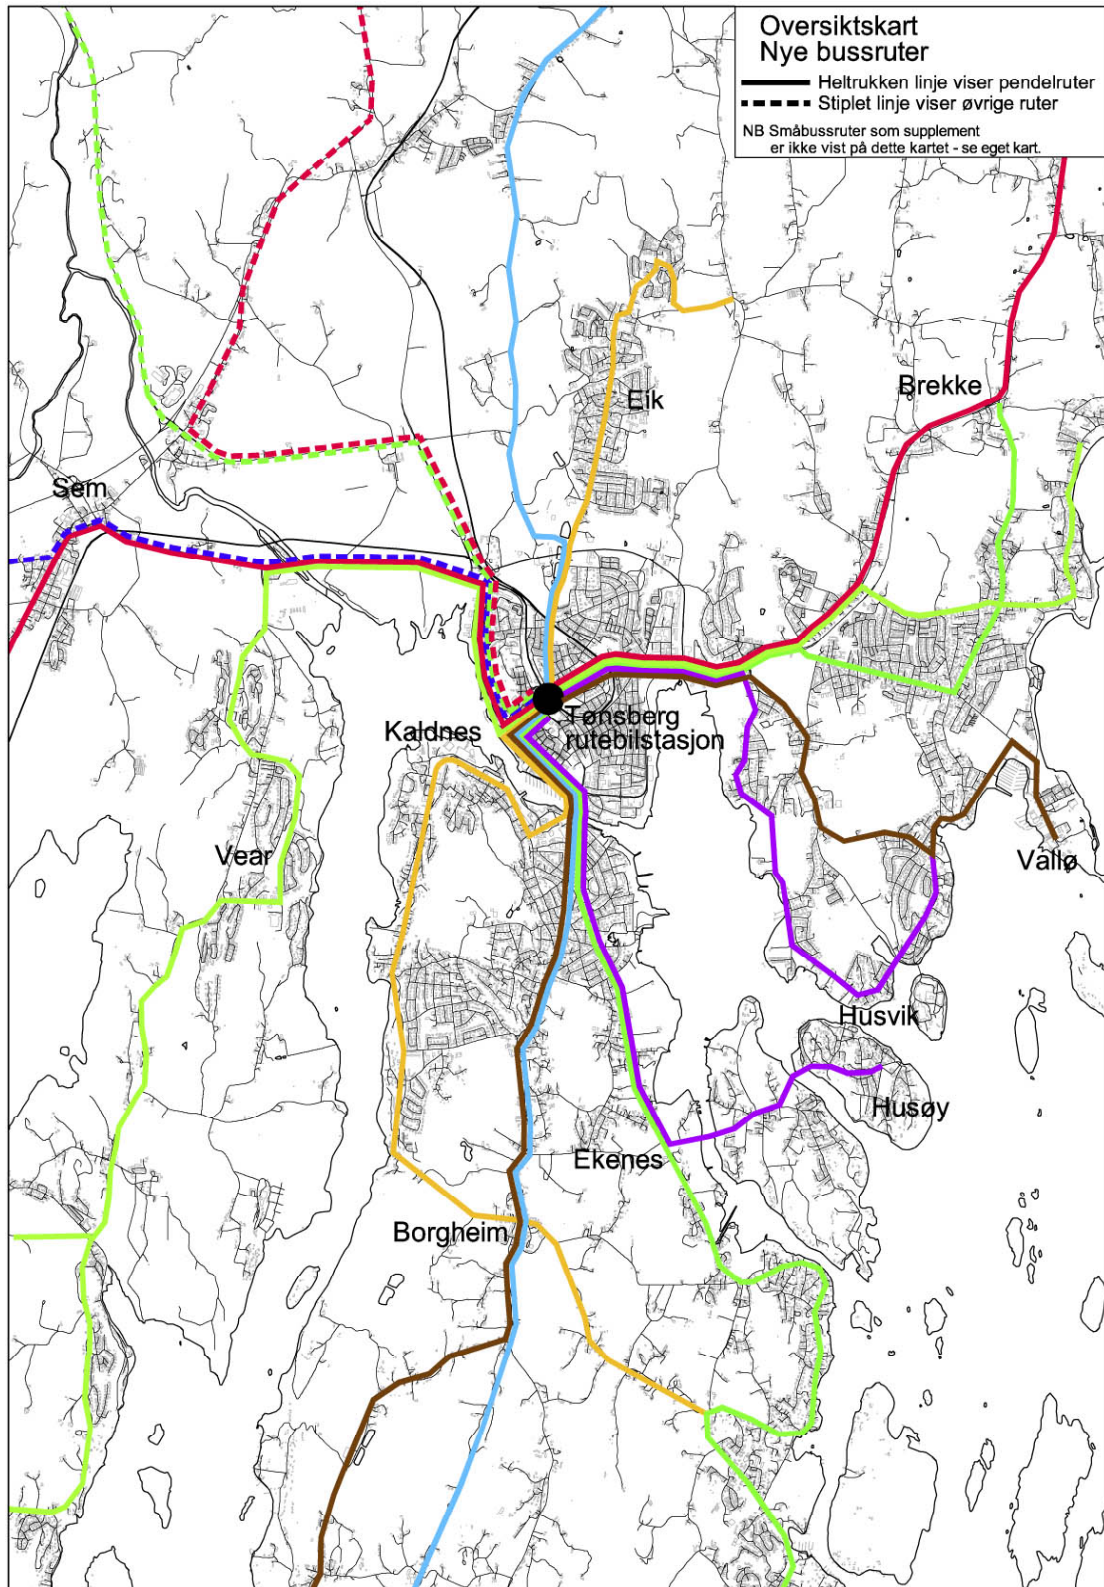 Oversiktskart
Nye bussruter
Heltrukken linje viser pendelruter
Stiplet linje viser øvrige ruter
NB Småbussruter som supplement
er ikke vist på dette kartet - se eget kart.
Brekke
Eik
Sem
Tønsberg
rutebilstasjon
Kaldnes
Vear
Vallø
Husvik
Husøy
Ekenes
Borgheim